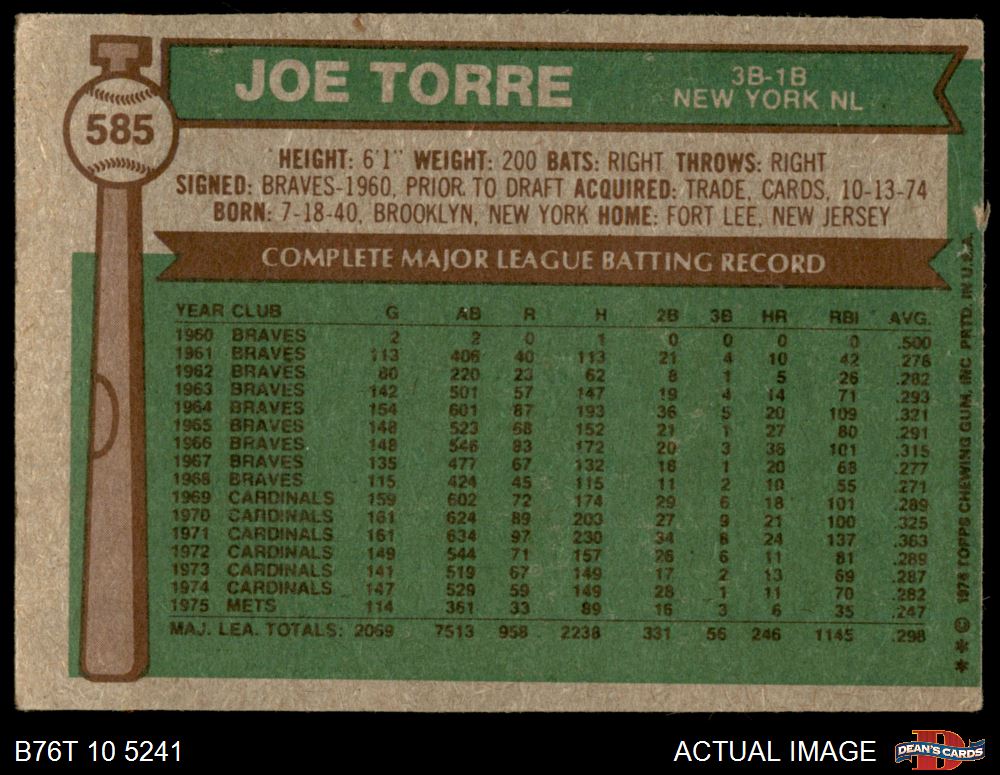 585
JOE TORRE
3B-1B
NEW YORK NL
HEIGHT: 6'1" WEIGHT: 200 BATS: RIGHT THROWS: RIGHT
SIGNED: BRAVES-1960, PRIOR TO DRAFT ACQUIRED: TRADE, CARDS, 10-13-74
BORN: 7-18-40, BROOKLYN, NEW YORK HOME: FORT LEE, NEW JERSEY
COMPLETE MAJOR LEAGUE BATTING RECORD
YEAR CLUB G AB R H 2B 3B HR RBI AVG.
1960 BRAVES 2 2 0 1 0 0 0 0 .500
1961 BRAVES 113 406 40 113 21 4 10 42 .278
1962 BRAVES 80 220 23 62 8 1 5 26 .282
1963 BRAVES 142 501 57 147 19 4 14 71 .293
1964 BRAVES 154 601 87 193 36 5 20 109 .321
1965 BRAVES 148 523 68 152 21 1 27 80 .291
1966 BRAVES 148 546 83 172 20 3 36 101 .315
1967 BRAVES 135 477 67 132 18 1 20 68 .277
1968 BRAVES 115 424 45 115 11 2 10 55 .271
1969 CARDINALS 159 602 72 174 29 6 18 101 .289
1970 CARDINALS 161 624 89 203 27 9 21 100 .325
1971 CARDINALS 161 634 97 230 34 8 24 137 .363
1972 CARDINALS 149 544 71 157 26 6 11 81 .289
1973 CARDINALS 141 519 67 149 17 2 13 69 .287
1974 CARDINALS 147 529 59 149 28 1 11 70 .282
1975 METS 114 361 33 89 16 3 6 35 .247
MAJ. LEA. TOTALS: 2069 7513 958 2238 331 56 246 1145 .298
* * © 1976 TOPPS CHEWING GUM, INC. PRTD. IN U.S.A.
B76T 10 5241
ACTUAL IMAGE
DEAN'S CARDS